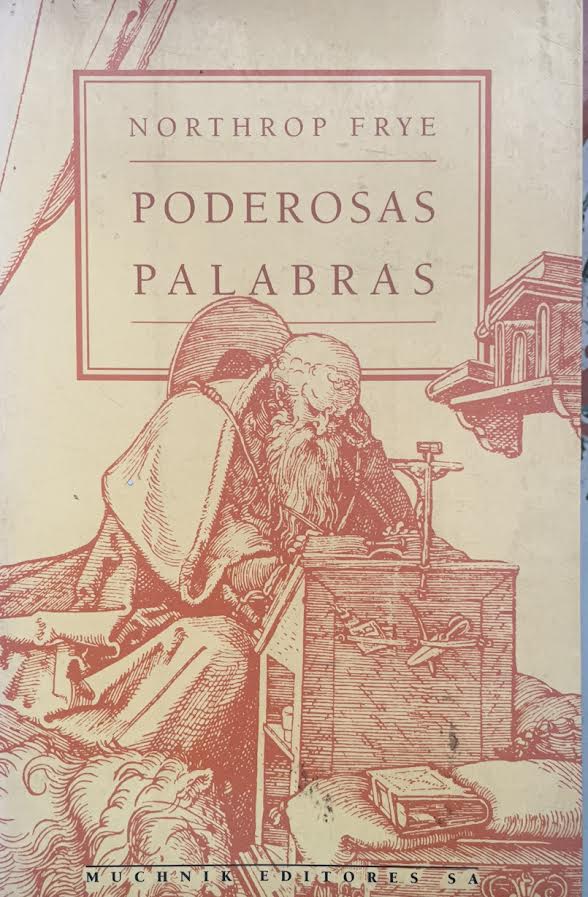 NORTHROP FRYE
PODEROSAS
PALABRAS
MUCHNIK EDITORES SA